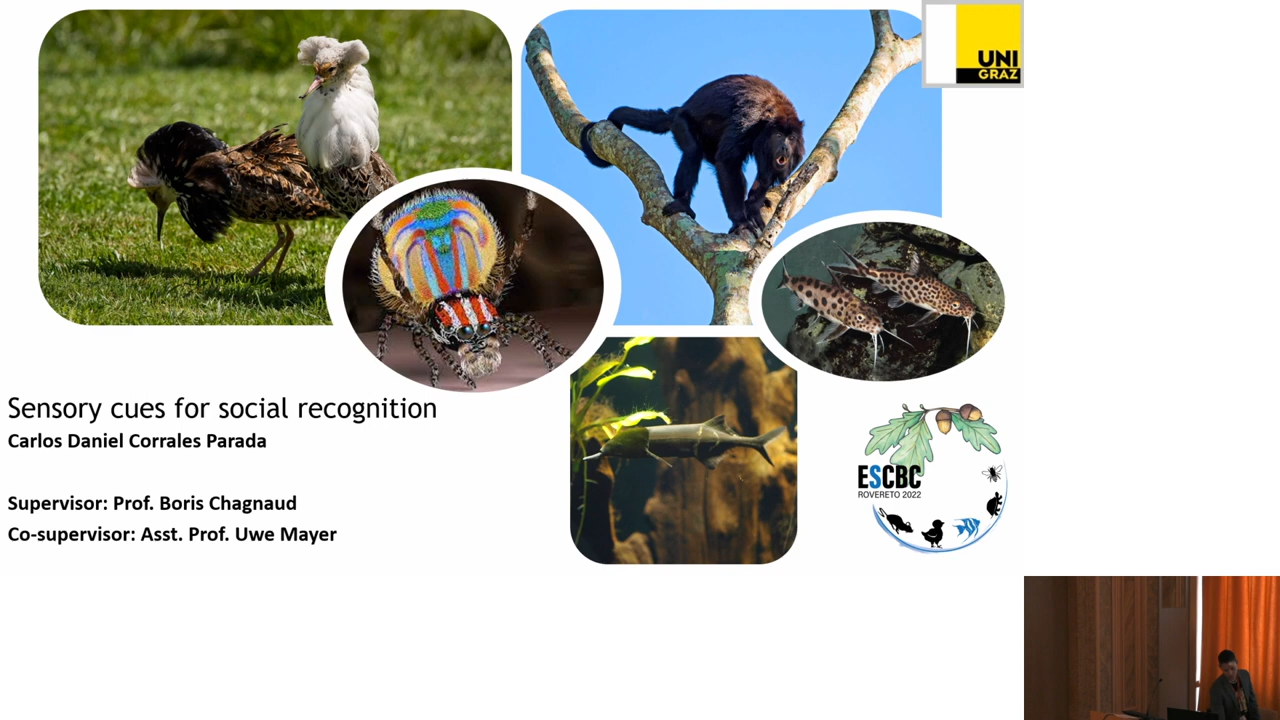 UNI
GRAZ
Sensory cues for social recognition
Carlos Daniel Corrales Parada
Supervisor: Prof. Boris Chagnaud
Co-supervisor: Asst. Prof. Uwe Mayer
ESCBC
ROVERETO 2022